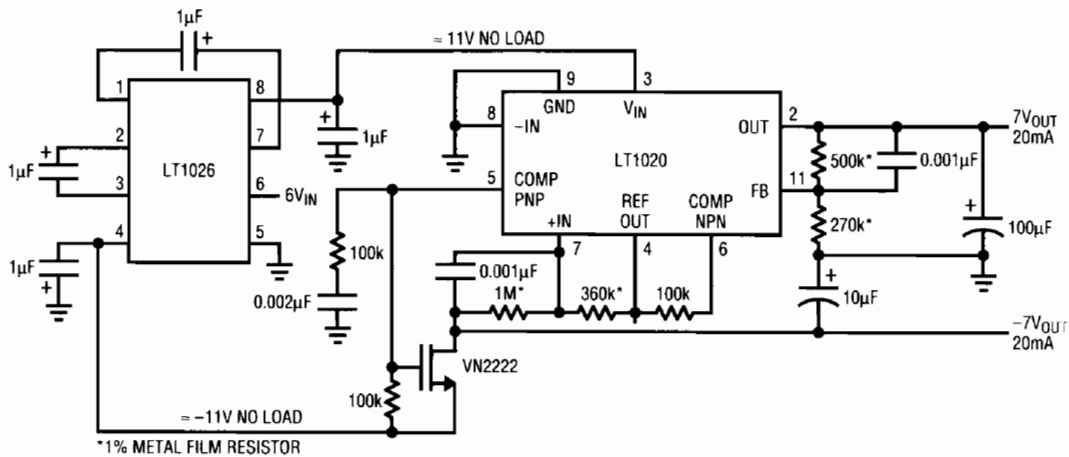 1µF
+
≈ 11V NO LOAD
1
8
9
3
GND
VIN
2
7
+
1µF
8
–IN
OUT
2
7VOUT
20mA
LT1026
LT1020
500k*
0.001µF
+
1µF
3
6
6VIN
5
COMP
PNP
REF
OUT
COMP
NPN
FB
11
+IN
4
5
7
4
6
270k*
+
100µF
1µF
+
100k
0.001µF
0.002µF
1M*
360k*
100k
+
10µF
–7VOUT
20mA
VN2222
100k
≈ –11V NO LOAD
*1% METAL FILM RESISTOR